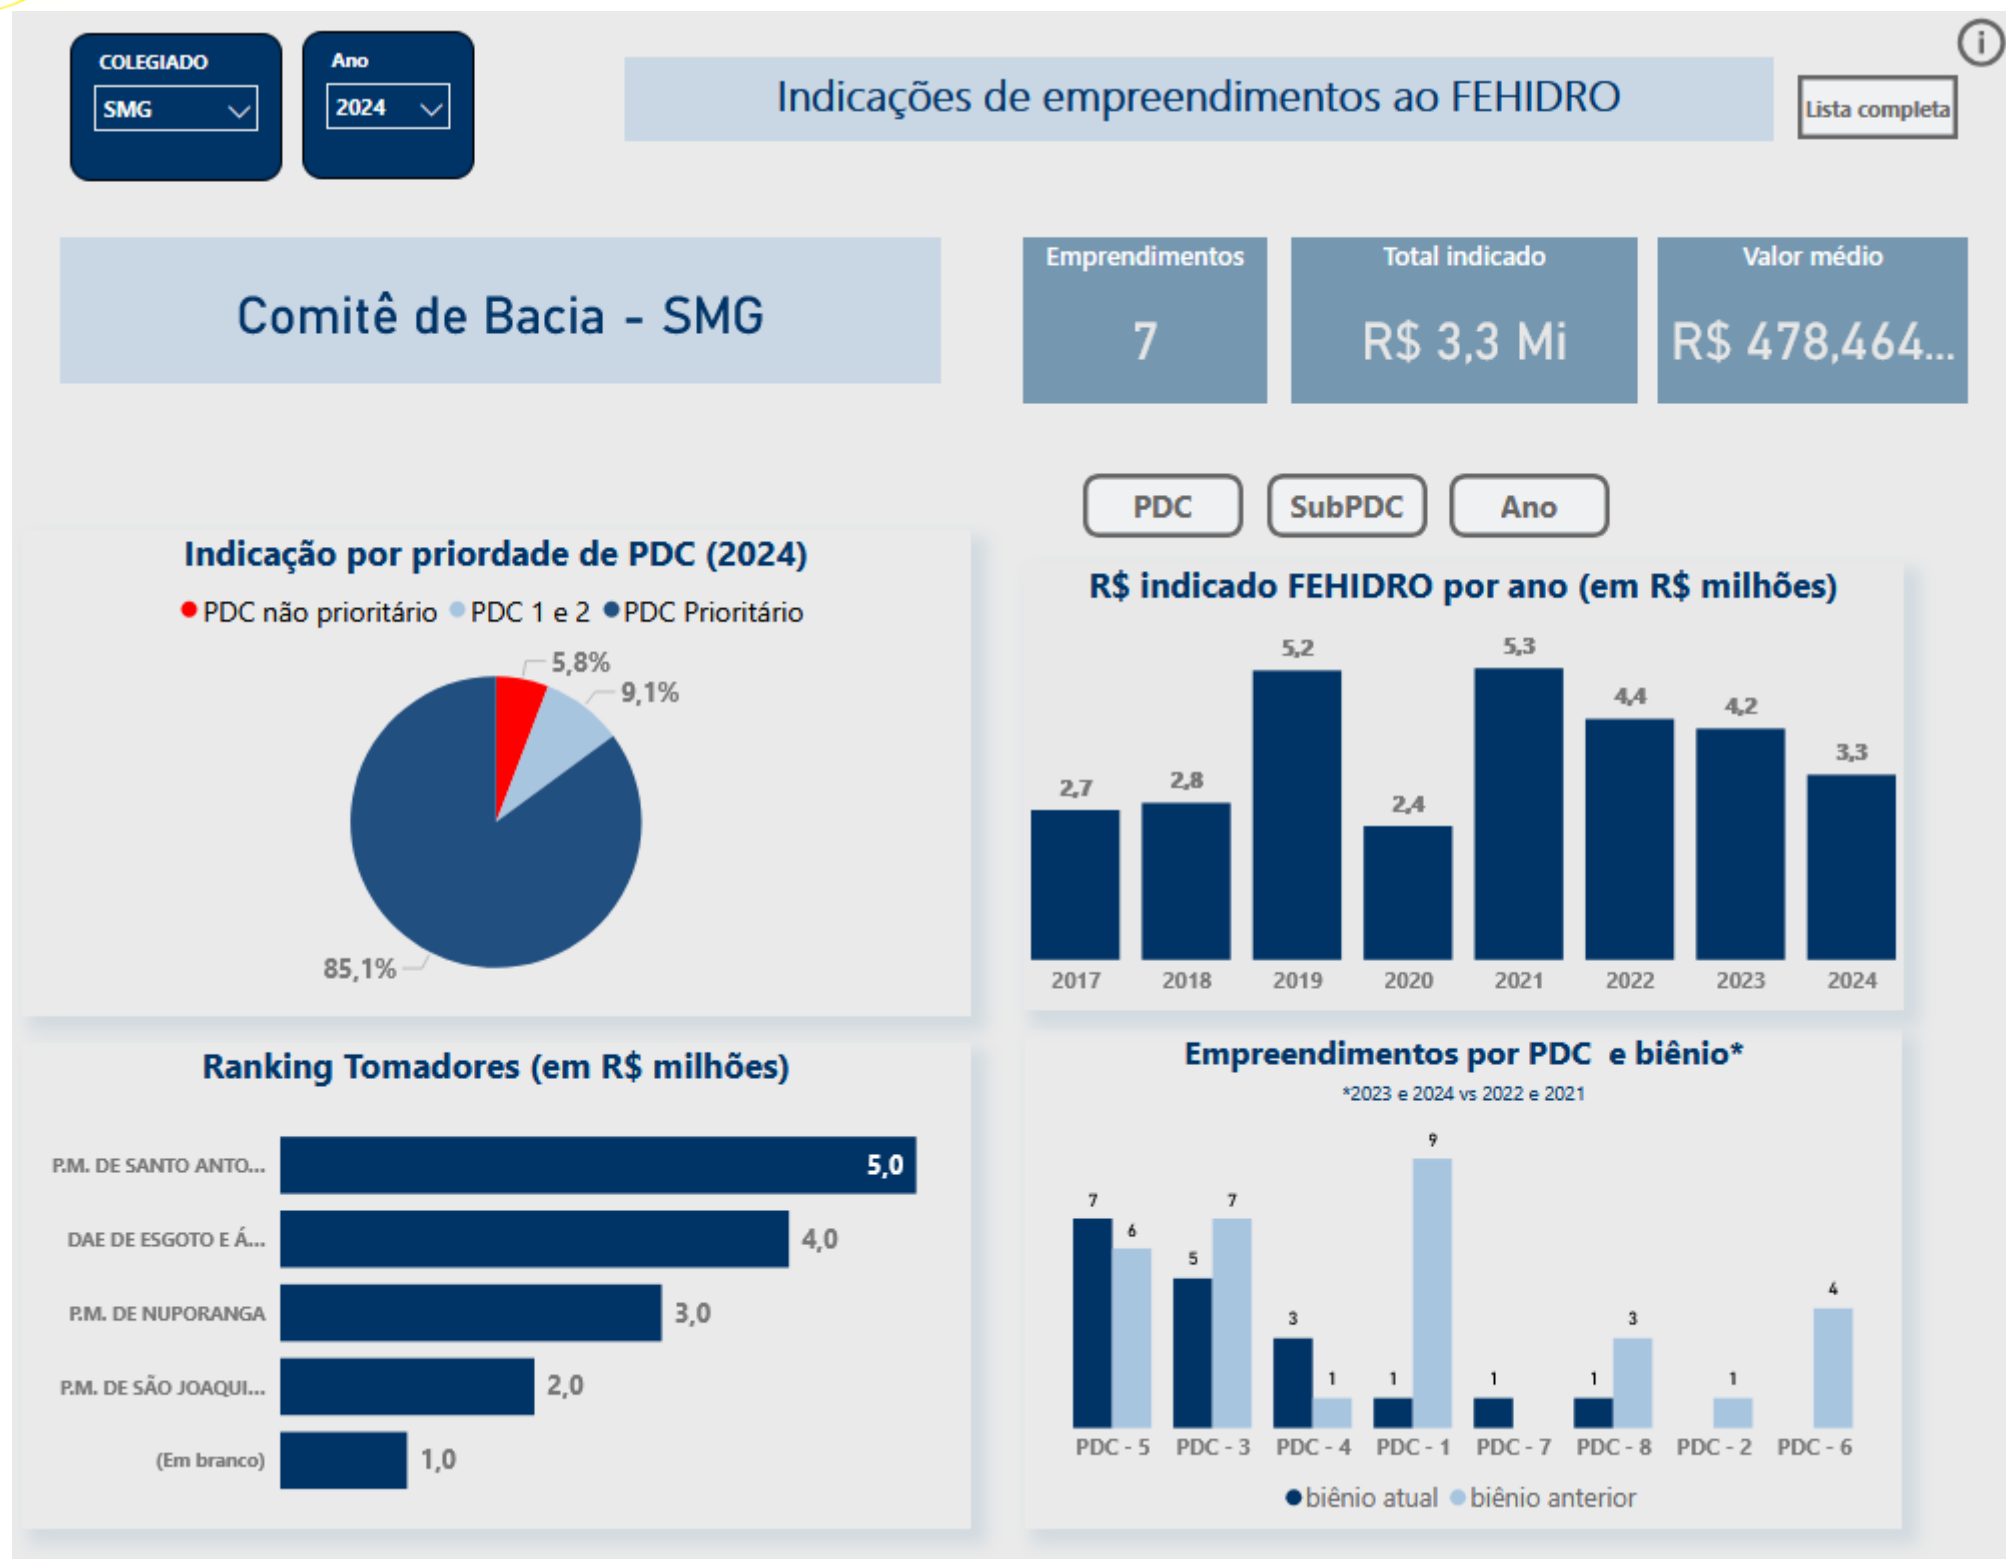 COLEGIADO
SMG
Ano
2024
Indicações de empreendimentos ao FEHIDRO
i
Lista completa
Comitê de Bacia - SMG
Emprendimentos
7
Total indicado
R$ 3,3 Mi
Valor médio
R$ 478,464...
PDC
SubPDC
Ano
Indicação por priordade de PDC (2024)
PDC não prioritário PDC 1 e 2 PDC Prioritário
5,8%
9,1%
85,1%
R$ indicado FEHIDRO por ano (em R$ milhões)
2,7 2,8 5,2 2,4 5,3 4,4 4,2 3,3
2017 2018 2019 2020 2021 2022 2023 2024
Ranking Tomadores (em R$ milhões)
P.M. DE SANTO ANTO... 5,0
DAE DE ESGOTO E Á... 4,0
P.M. DE NUPORANGA 3,0
P.M. DE SÃO JOAQUI... 2,0
(Em branco) 1,0
Empreendimentos por PDC e biênio*
*2023 e 2024 vs 2022 e 2021
7 6 5 7 3 1 1 9 1 1 3 1 4
PDC - 5 PDC - 3 PDC - 4 PDC - 1 PDC - 7 PDC - 8 PDC - 2 PDC - 6
biênio atual biênio anterior